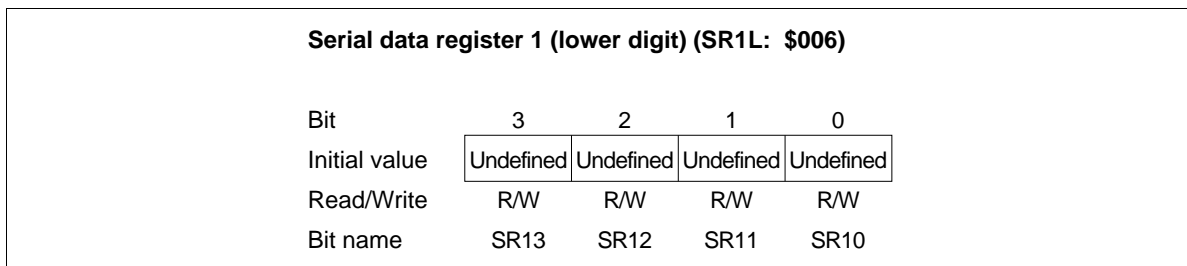 Serial data register 1 (lower digit) (SR1L: $006)
Bit 3 2 1 0
Initial value Undefined Undefined Undefined Undefined
Read/Write R/W R/W R/W R/W
Bit name SR13 SR12 SR11 SR10